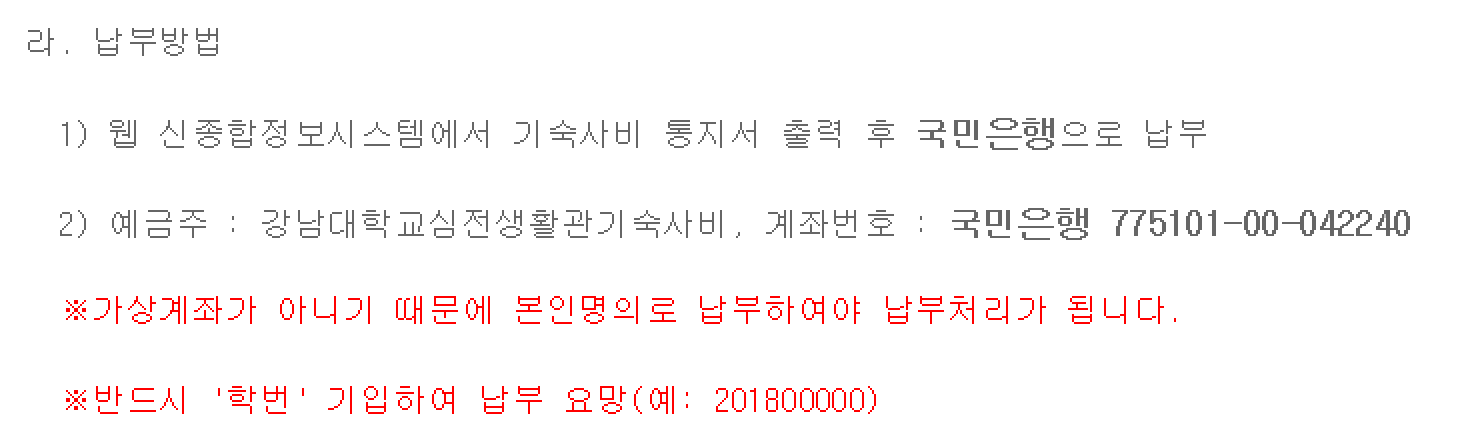 라. 납부방법
1) 웹 신종합정보시스템에서 기숙사비 통지서 출력 후 국민은행으로 납부
2) 예금주 : 강남대학교심전생활관기숙사비, 계좌번호 : 국민은행 775101-00-042240
※가상계좌가 아니기 때문에 본인명의로 납부하여야 납부처리가 됩니다.
※반드시 '학번' 기입하여 납부 요망(예: 201800000)